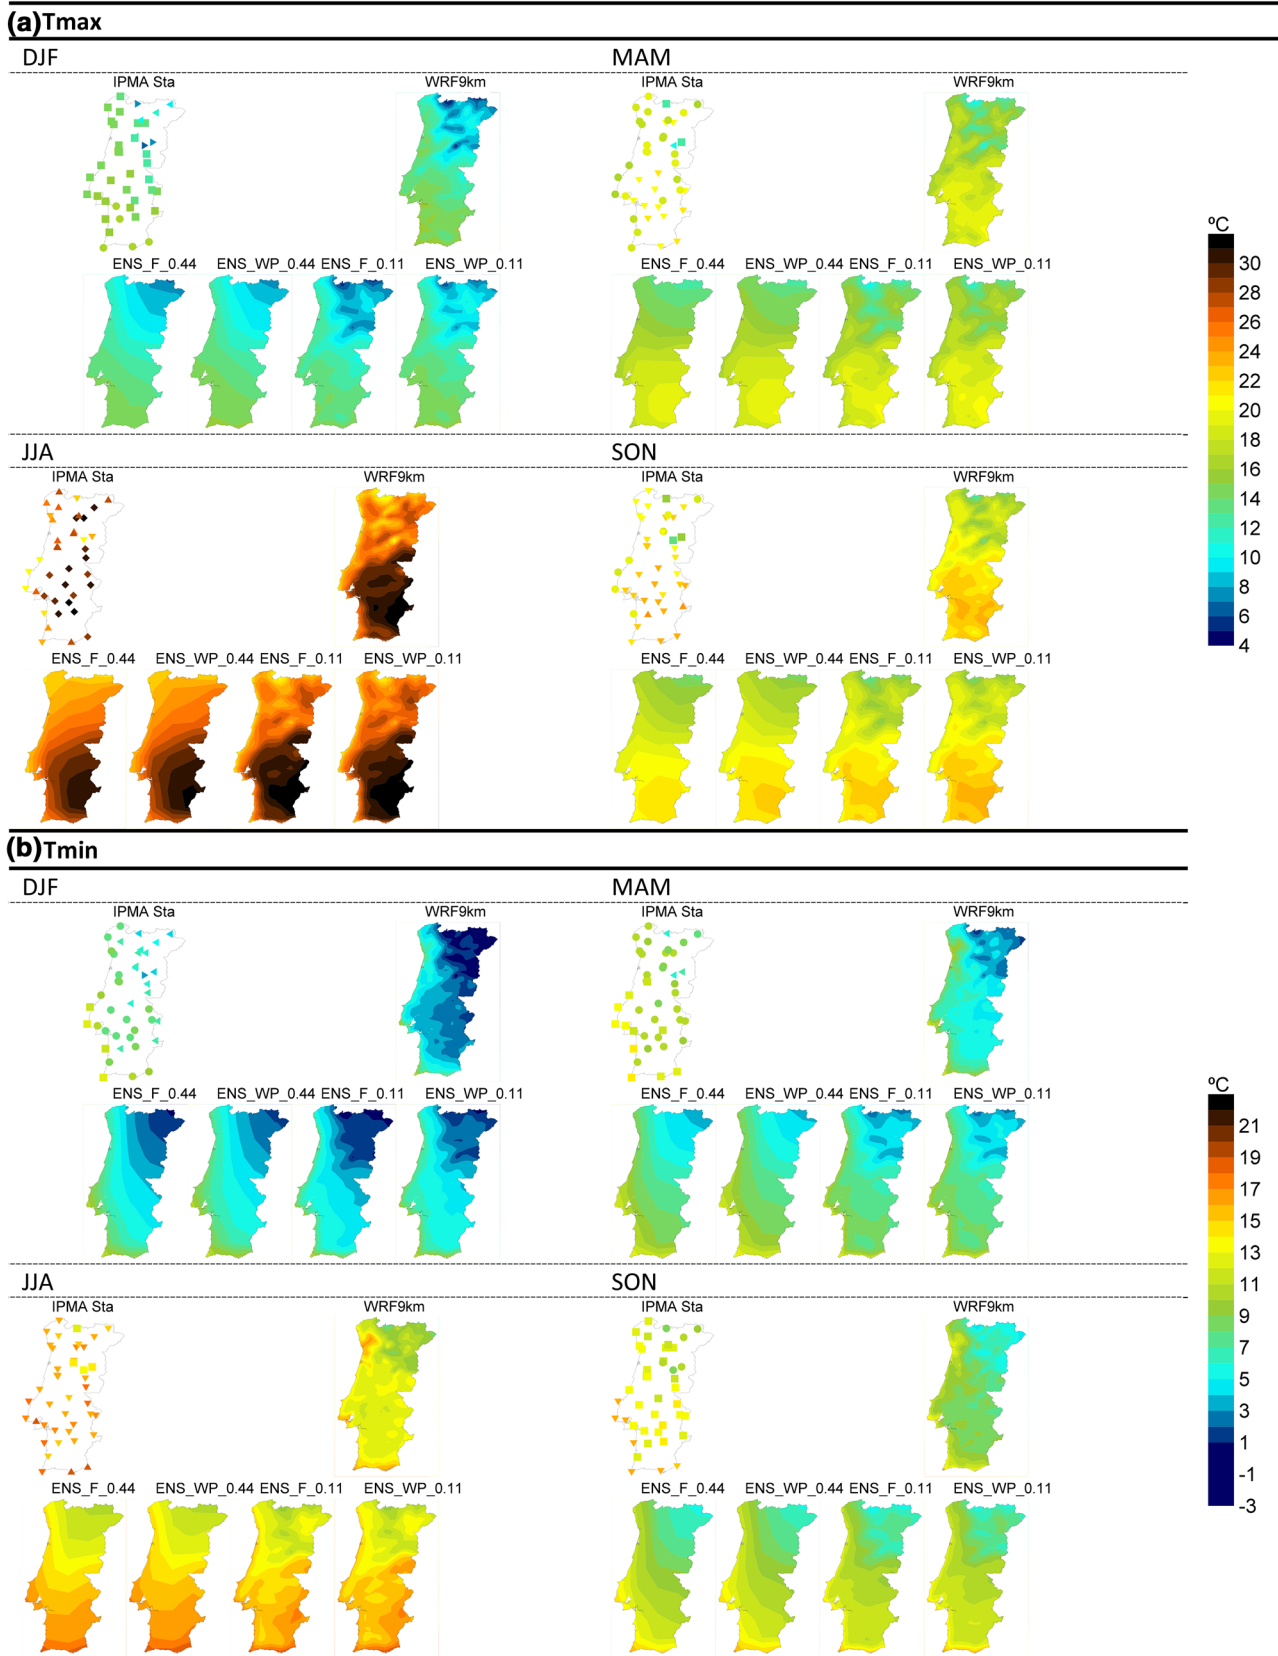 (a)Tmax
DJF MAM
IPMA Sta WRF9km IPMA Sta WRF9km
ENS_F_0.44 ENS_WP_0.44 ENS_F_0.11 ENS_WP_0.11 ENS_F_0.44 ENS_WP_0.44 ENS_F_0.11 ENS_WP_0.11
JJA SON
IPMA Sta WRF9km IPMA Sta WRF9km
ENS_F_0.44 ENS_WP_0.44 ENS_F_0.11 ENS_WP_0.11 ENS_F_0.44 ENS_WP_0.44 ENS_F_0.11 ENS_WP_0.11
ºC
30
28
26
24
22
20
18
16
14
12
10
8
6
4
(b)Tmin
DJF MAM
IPMA Sta WRF9km IPMA Sta WRF9km
ENS_F_0.44 ENS_WP_0.44 ENS_F_0.11 ENS_WP_0.11 ENS_F_0.44 ENS_WP_0.44 ENS_F_0.11 ENS_WP_0.11
JJA SON
IPMA Sta WRF9km IPMA Sta WRF9km
ENS_F_0.44 ENS_WP_0.44 ENS_F_0.11 ENS_WP_0.11 ENS_F_0.44 ENS_WP_0.44 ENS_F_0.11 ENS_WP_0.11
ºC
21
19
17
15
13
11
9
7
5
3
1
-1
-3